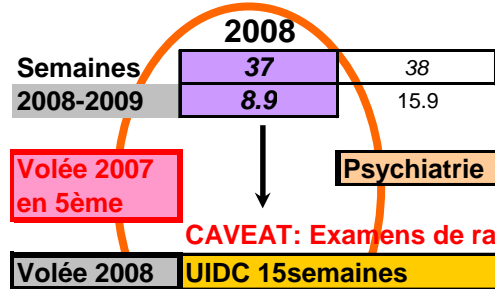 2008
Semaines 37 38
2008-2009 8.9 15.9
Volée 2007 Psychiatrie
en 5ème
CAVEAT: Examens de ra
Volée 2008 UIDC 15semaines